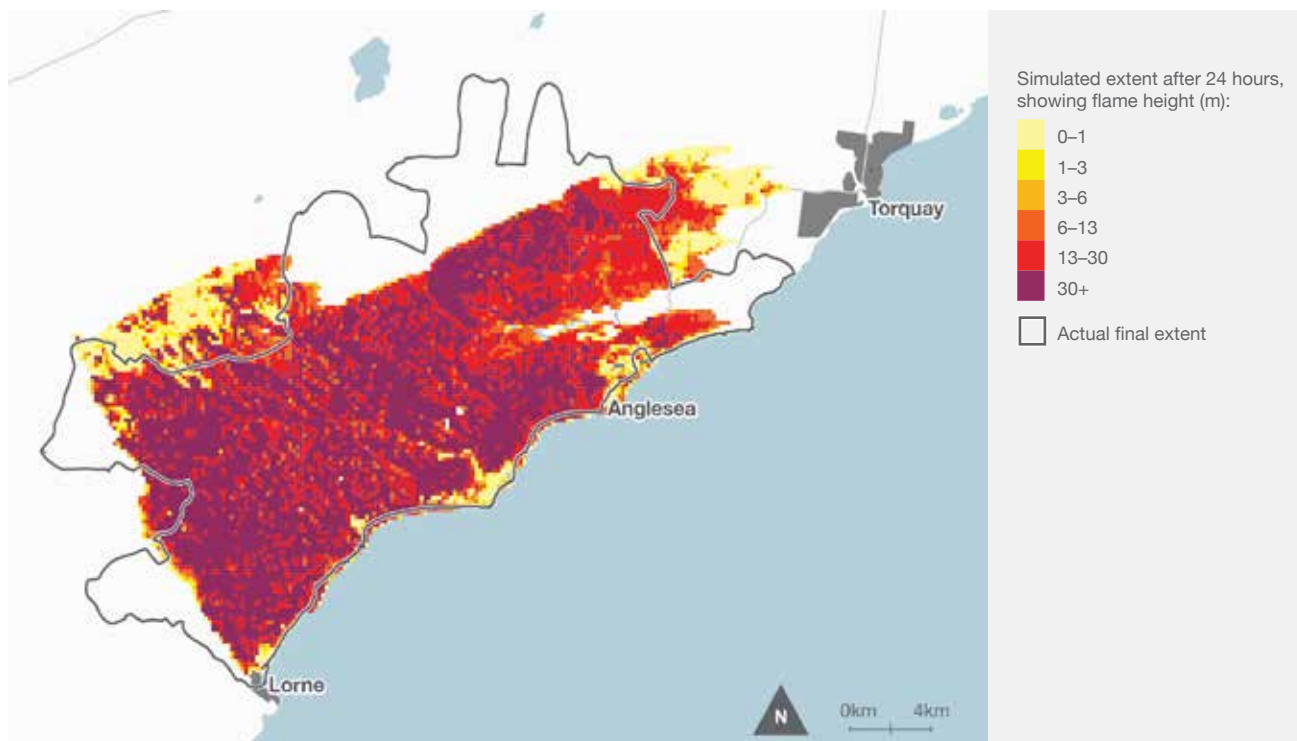 Simulated extent after 24 hours,
showing flame height (m):
0–1
1–3
3–6
6–13
13–30
30+
Actual final extent
Torquay
Anglesea
Lorne
N
0km 4km